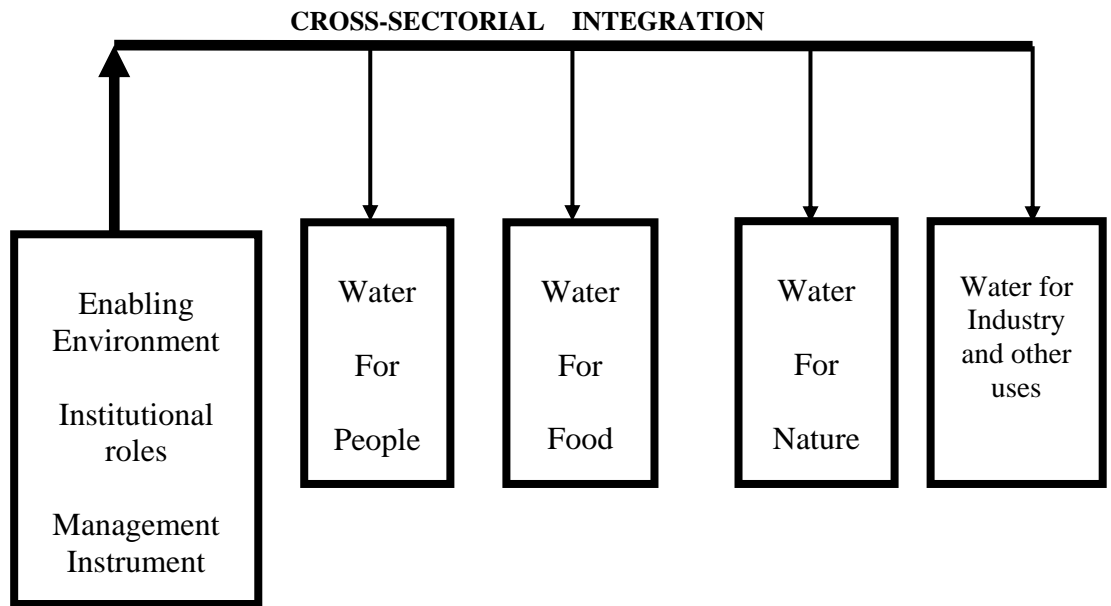 CROSS-SECTORIAL INTEGRATION
Enabling
Environment
Institutional
roles
Management
Instrument
Water
For
People
Water
For
Food
Water
For
Nature
Water for
Industry
and other
uses